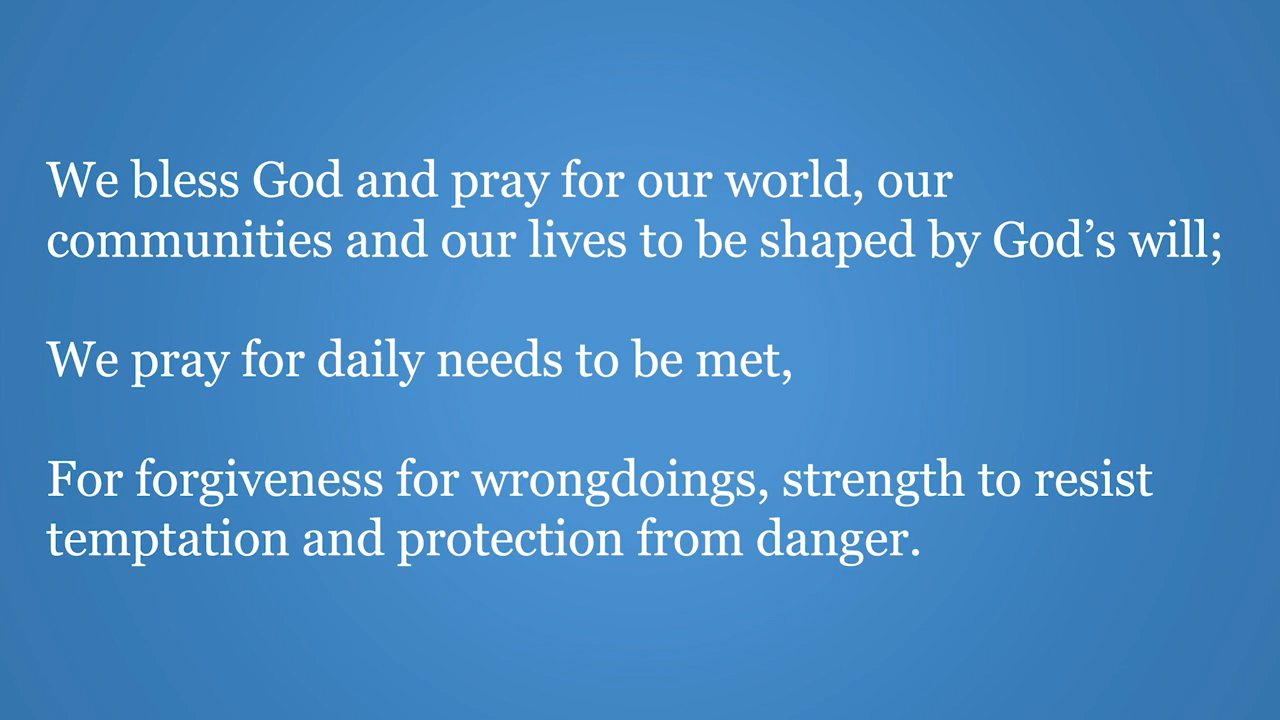 We bless God and pray for our world, our
communities and our lives to be shaped by God’s will;
We pray for daily needs to be met,
For forgiveness for wrongdoings, strength to resist
temptation and protection from danger.